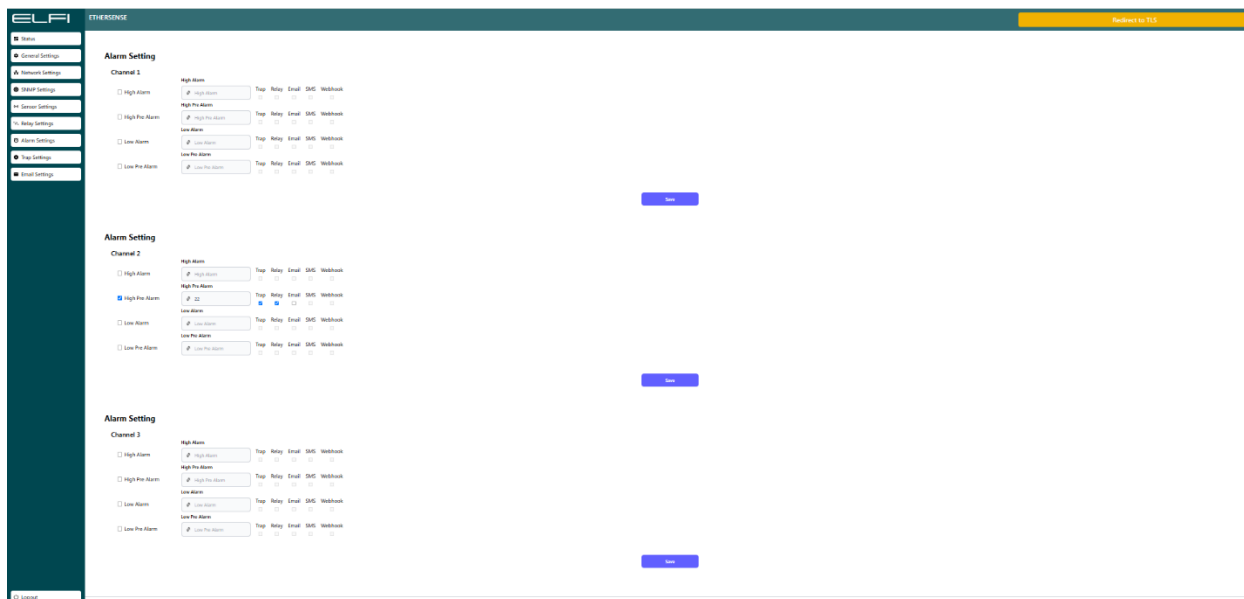 ELFI
ETHERSENSE
Redirect to TLS
Status
General Settings
Network Settings
SNMP Settings
Sensor Settings
Relay Settings
Alarm Settings
Trap Settings
Email Settings
Logout
Alarm Setting
Channel 1
High Alarm
High Alarm High Alarm Trap Relay Email SMS Webhook
High Pre Alarm
High Pre Alarm High Pre Alarm Trap Relay Email SMS Webhook
Low Alarm
Low Alarm Low Alarm Trap Relay Email SMS Webhook
Low Pre Alarm
Low Pre Alarm Low Pre Alarm Trap Relay Email SMS Webhook
Save
Alarm Setting
Channel 2
High Alarm
High Alarm High Alarm Trap Relay Email SMS Webhook
High Pre Alarm
High Pre Alarm 22 Trap Relay Email SMS Webhook
Low Alarm
Low Alarm Low Alarm Trap Relay Email SMS Webhook
Low Pre Alarm
Low Pre Alarm Low Pre Alarm Trap Relay Email SMS Webhook
Save
Alarm Setting
Channel 3
High Alarm
High Alarm High Alarm Trap Relay Email SMS Webhook
High Pre Alarm
High Pre Alarm High Pre Alarm Trap Relay Email SMS Webhook
Low Alarm
Low Alarm Low Alarm Trap Relay Email SMS Webhook
Low Pre Alarm
Low Pre Alarm Low Pre Alarm Trap Relay Email SMS Webhook
Save